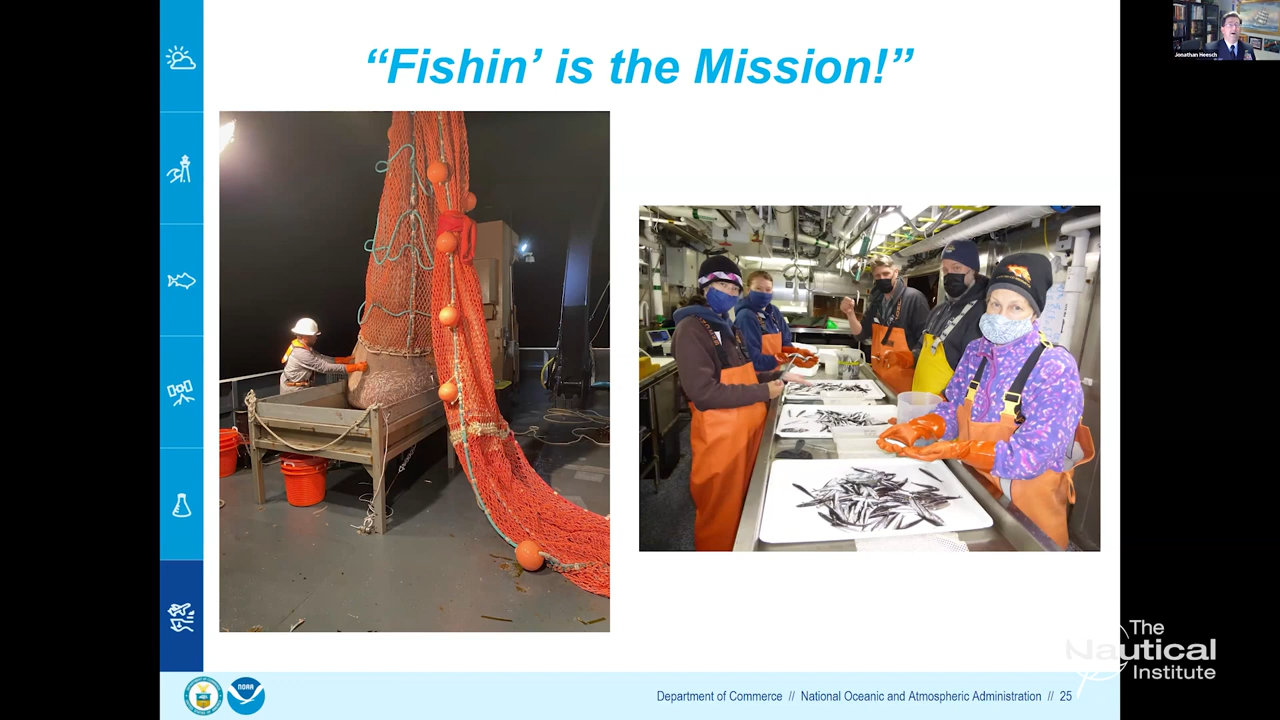 “Fishin’ is the Mission!”
Jonathan Heesch
The
Nautical
Institute
NOAA
Department of Commerce // National Oceanic and Atmospheric Administration // 25